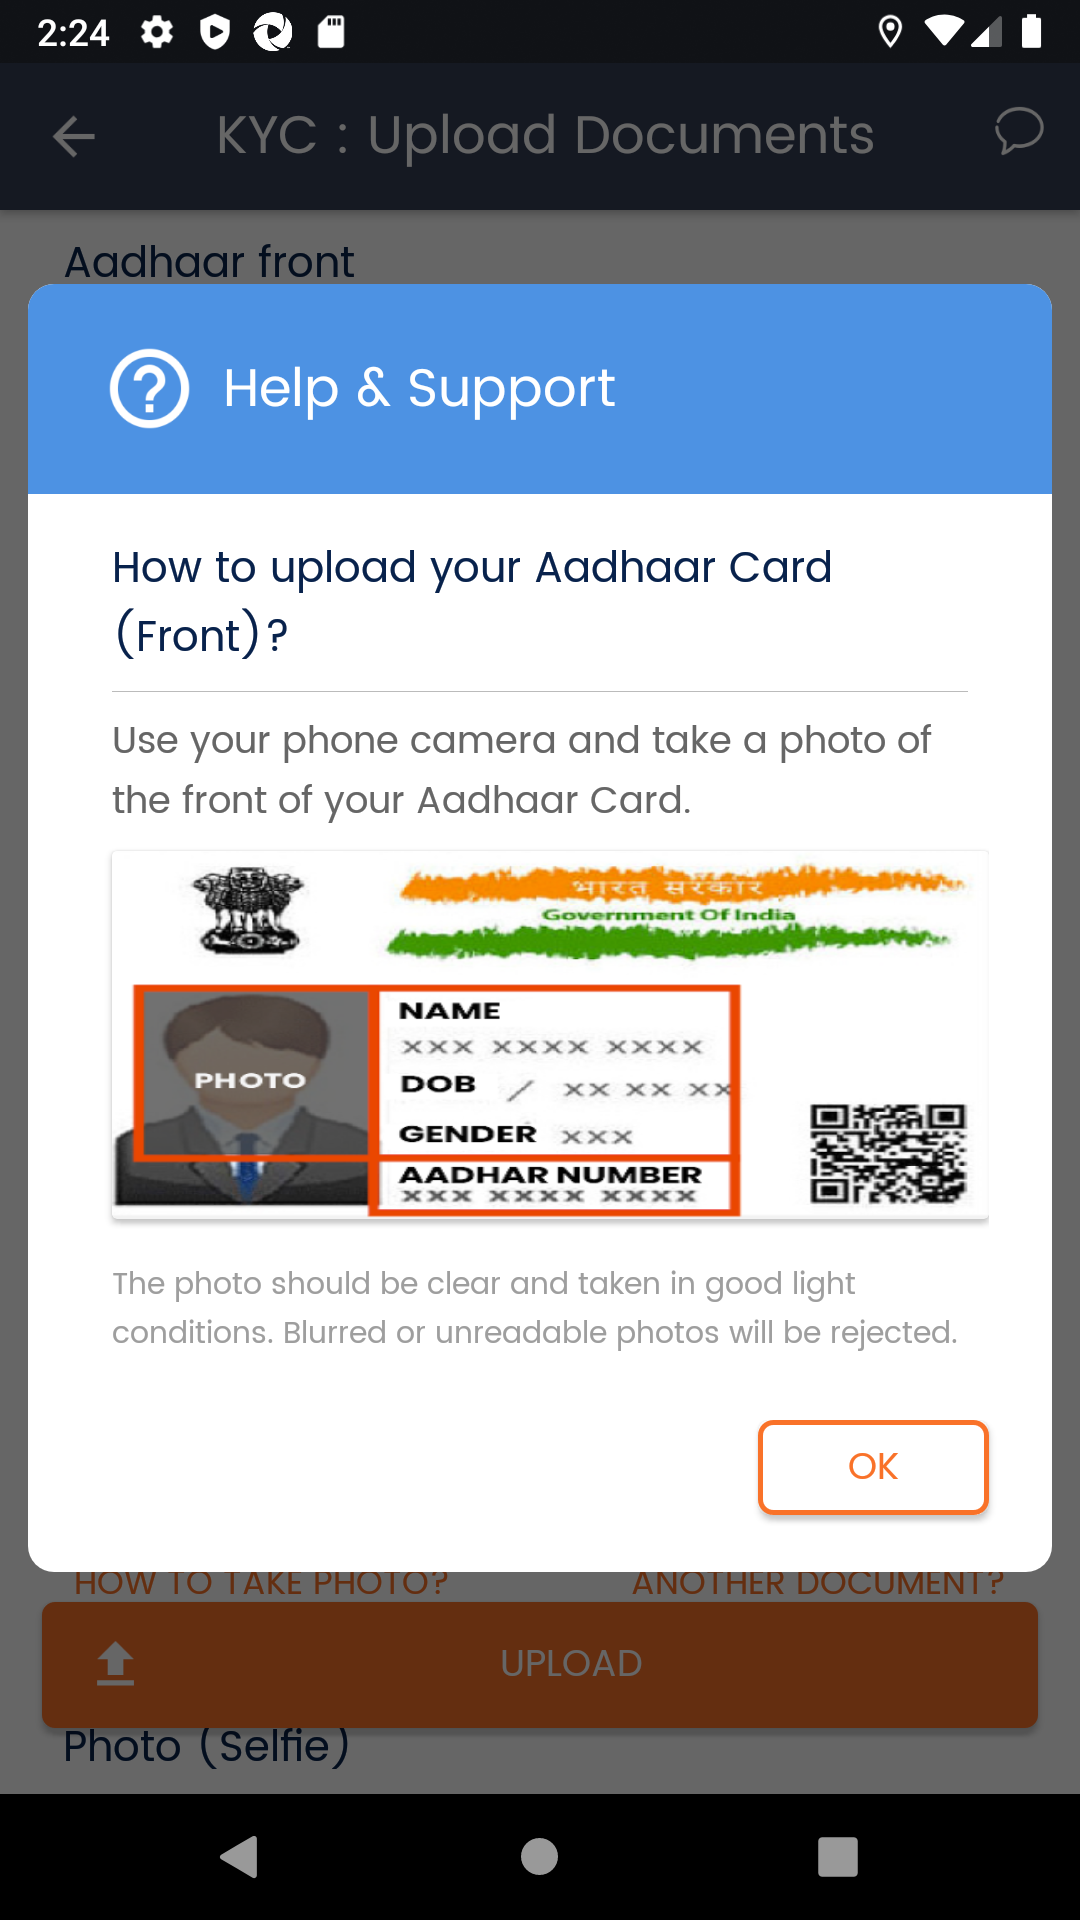 2:24
KYC : Upload Documents
Aadhaar front
Help & Support
How to upload your Aadhaar Card
(Front)?
Use your phone camera and take a photo of
the front of your Aadhaar Card.
भारत सरकार
Government Of India
NAME
XXX XXXX XXXX
PHOTO
DOB / XX XX XX
GENDER XXX
AADHAR NUMBER
XXX XXXX XXXX
The photo should be clear and taken in good light
conditions. Blurred or unreadable photos will be rejected.
OK
HOW TO TAKE PHOTO? ANOTHER DOCUMENT?
UPLOAD
Photo (Selfie)